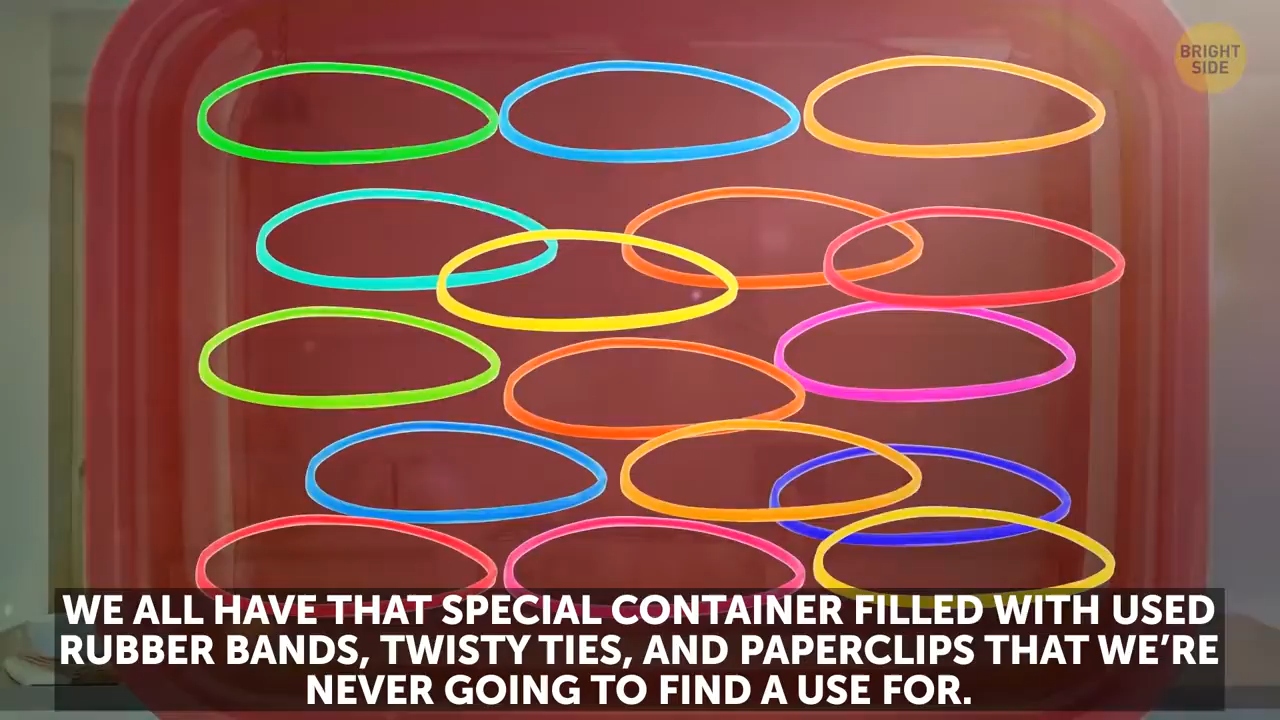 BRIGHT
SIDE
WE ALL HAVE THAT SPECIAL CONTAINER FILLED WITH USED
RUBBER BANDS, TWISTY TIES, AND PAPERCLIPS THAT WE'RE
NEVER GOING TO FIND A USE FOR.